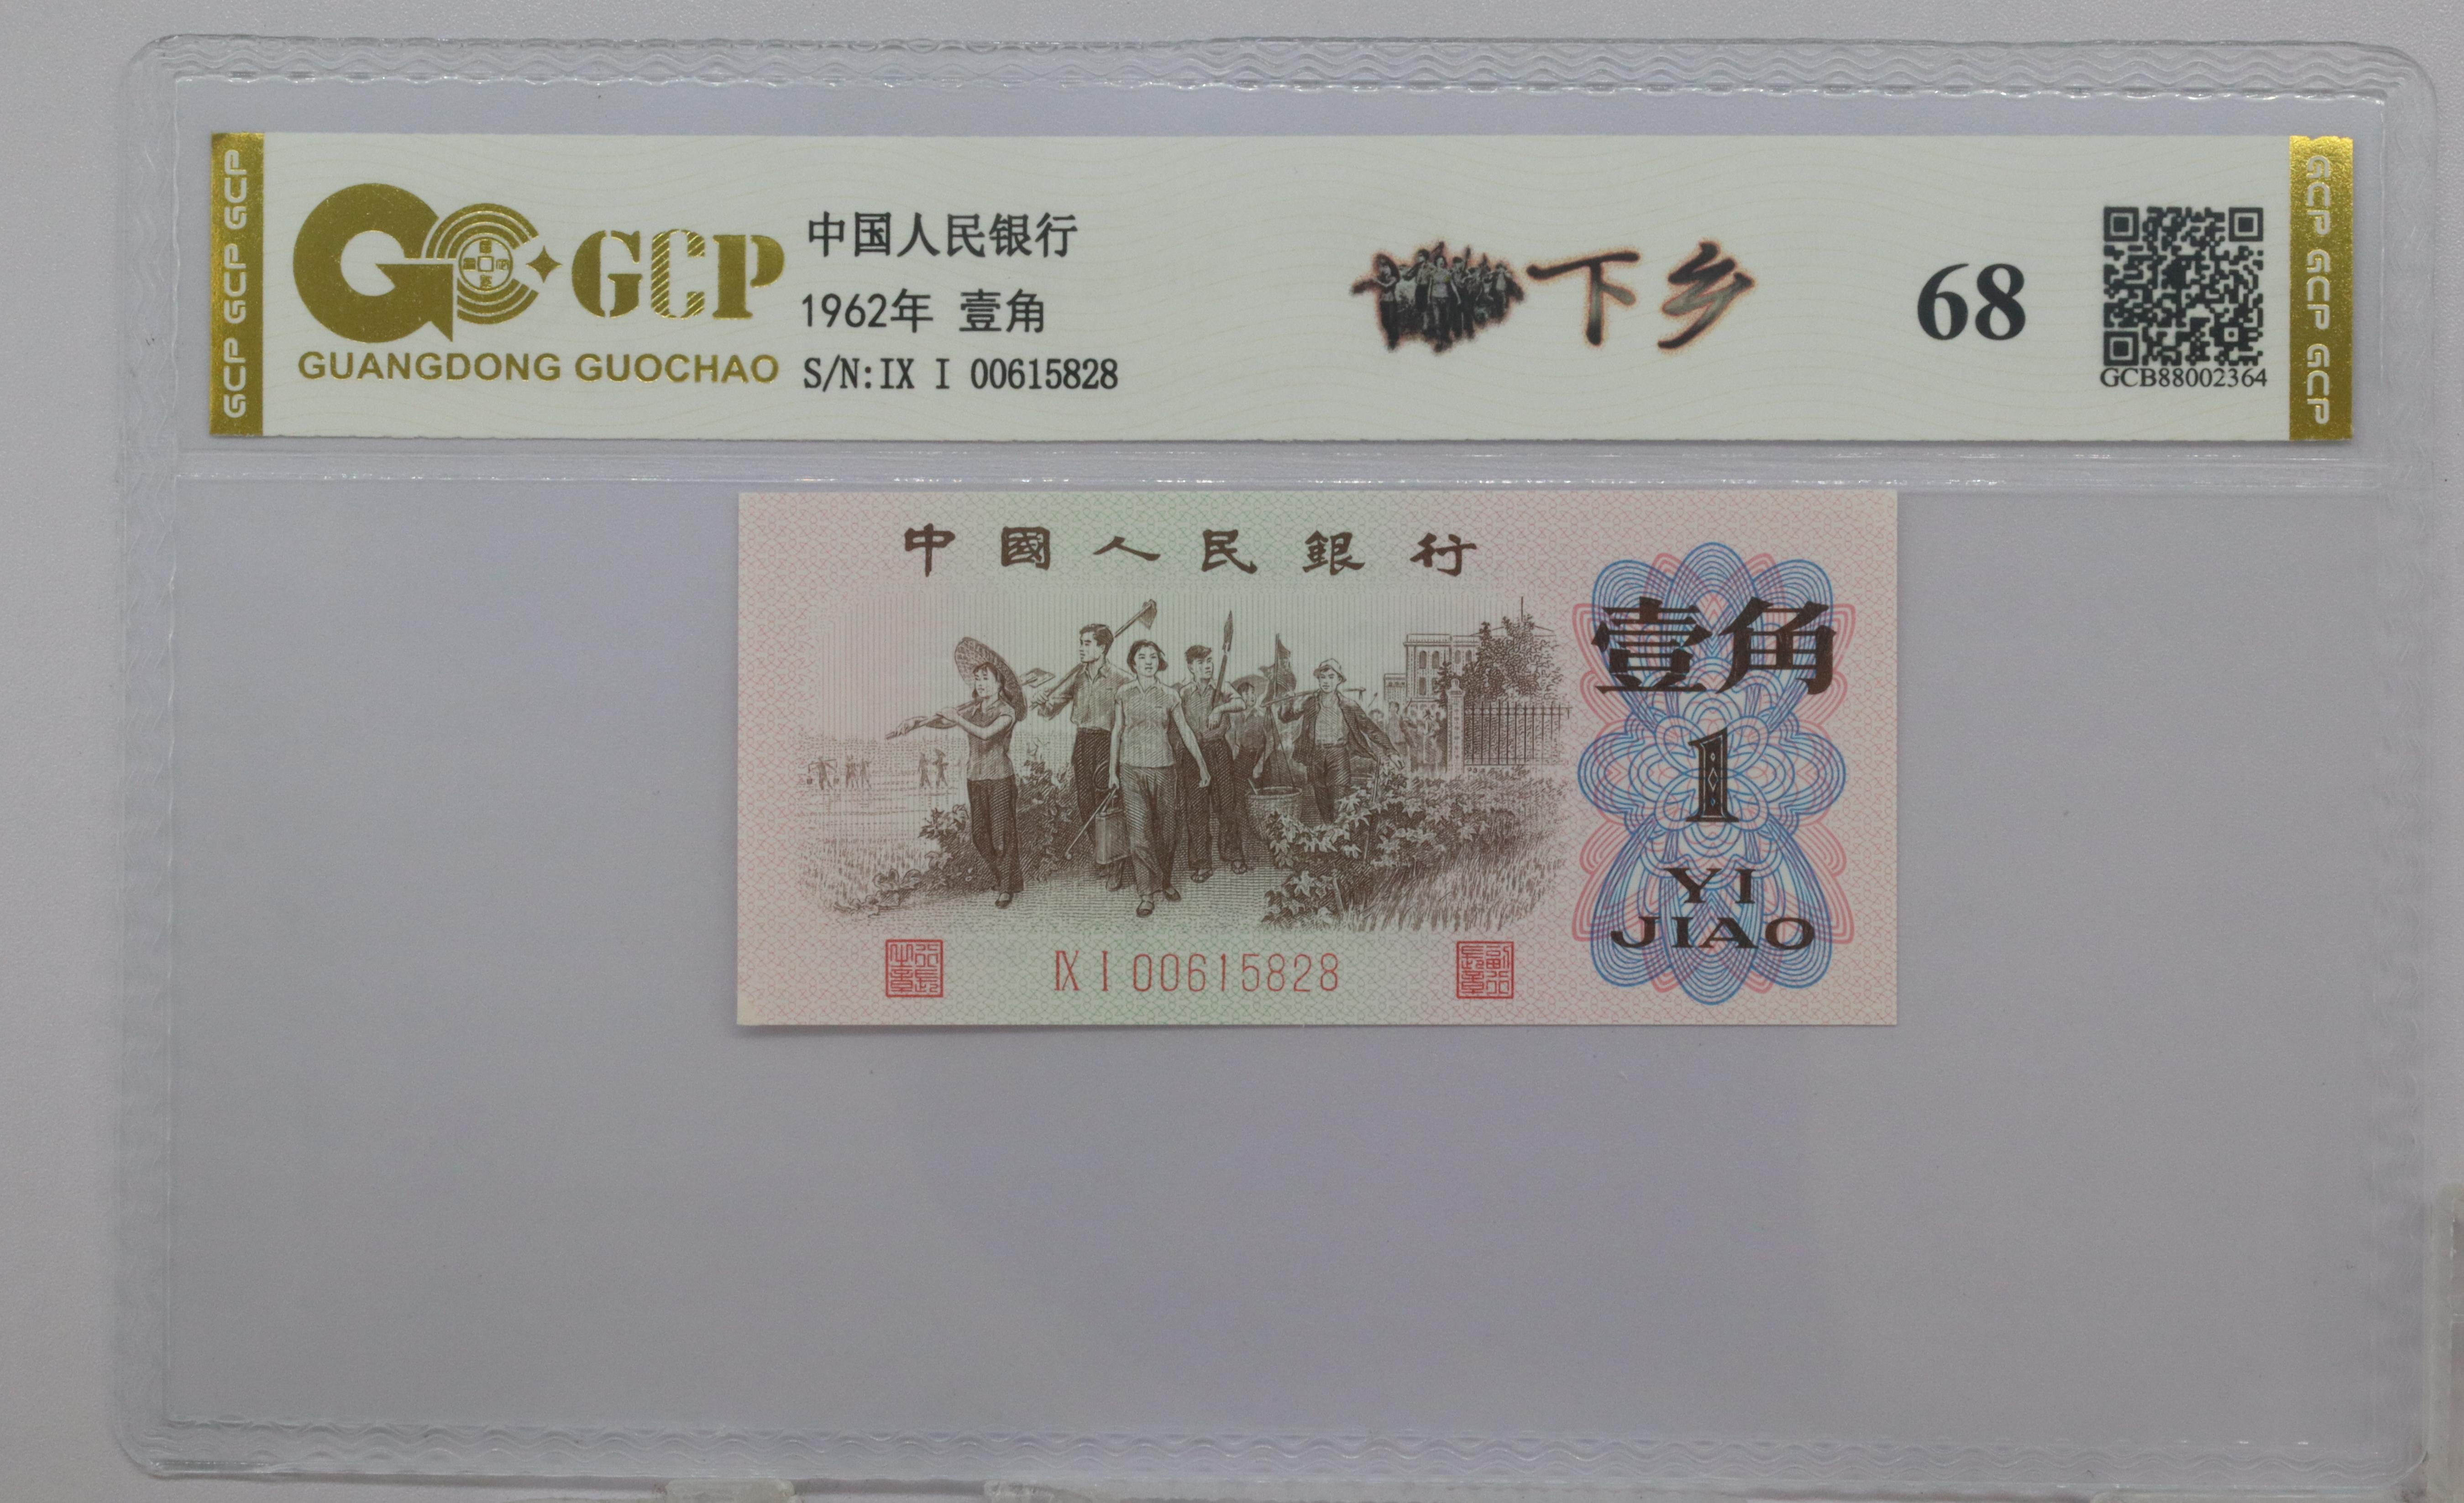 GCP GCP GCP
GCP
GUANGDONG GUOCHAO
中国人民银行
1962年 壹角
S/N:IX I 00615828
下乡
68
GCB88002364
GCP GCP GCP
中國人民銀行
壹角
1
YI
JIAO
IX I 00615828